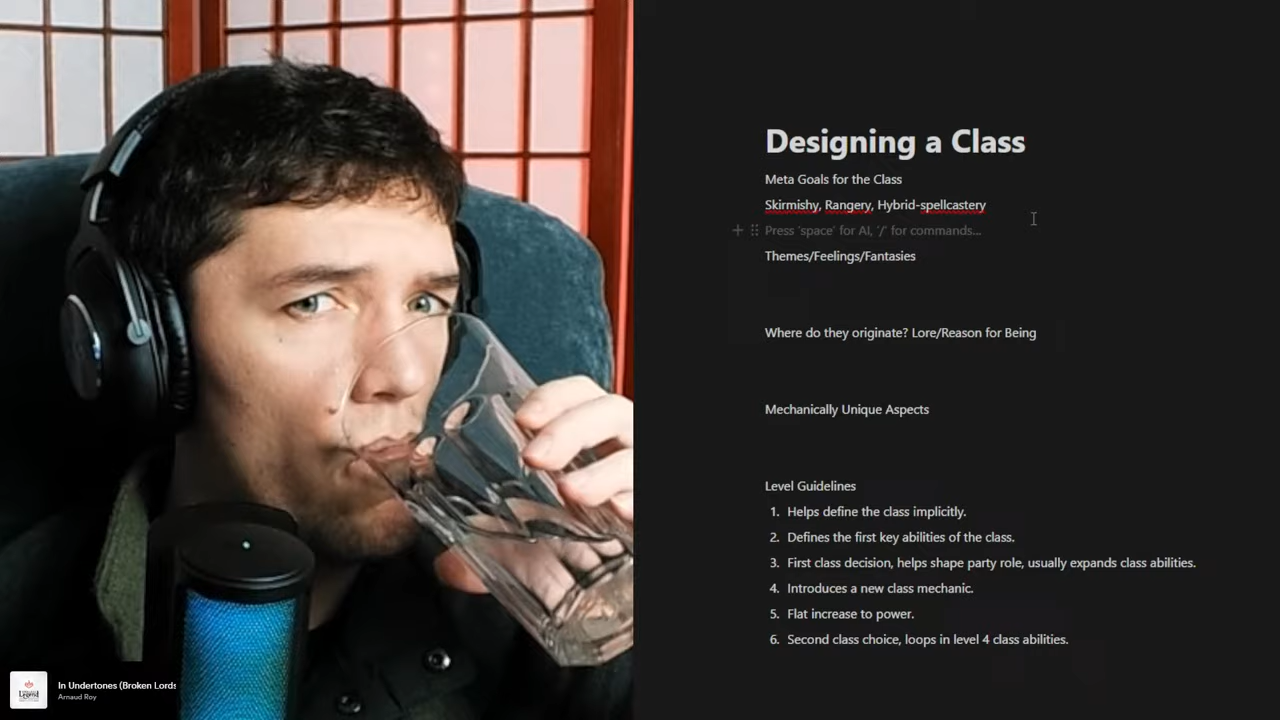 Designing a Class
Meta Goals for the Class
Skirmishy, Rangery, Hybrid-spellcastery
Press 'space' for AI, '/' for commands...
Themes/Feelings/Fantasies
Where do they originate? Lore/Reason for Being
Mechanically Unique Aspects
Level Guidelines
1. Helps define the class implicitly.
2. Defines the first key abilities of the class.
3. First class decision, helps shape party role, usually expands class abilities.
4. Introduces a new class mechanic.
5. Flat increase to power.
6. Second class choice, loops in level 4 class abilities.
Legend
In Undertones (Broken Lords
Arnaud Roy